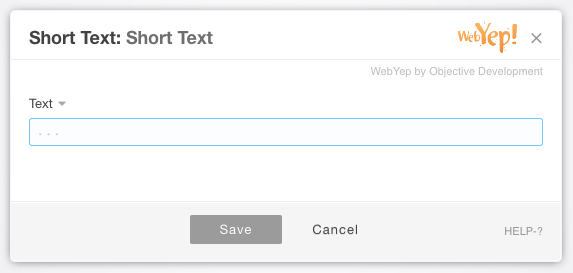 Short Text: Short Text
WebYep!
WebYep by Objective Development
Text
. . .
Save Cancel HELP-?